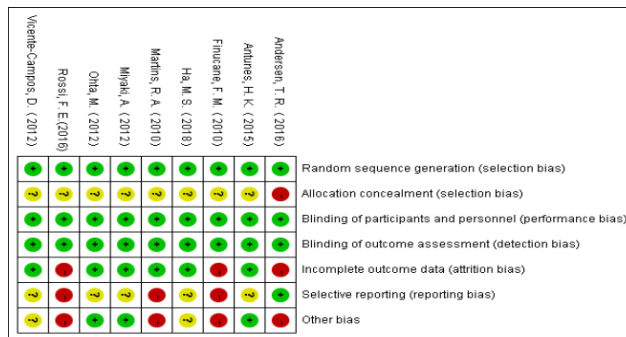 Vicente-Campos, D. (2012)
Rossi, F. E.(2016)
Ohta, M. (2012)
Miyaki, A. (2012)
Martins, R. A. (2010)
Ha, M. S. (2018)
Finucane, F. M. (2010)
Antunes, H. K. (2015)
Andersen, T. R. (2016)
+ + + + + + + + + Random sequence generation (selection bias)
? ? ? ? ? ? ? ? - Allocation concealment (selection bias)
+ + + + + + + + + Blinding of participants and personnel (performance bias)
+ + + + + + + + + Blinding of outcome assessment (detection bias)
+ - + + + + - + - Incomplete outcome data (attrition bias)
? - ? ? - ? - ? + Selective reporting (reporting bias)
? - + + - ? - + - Other bias